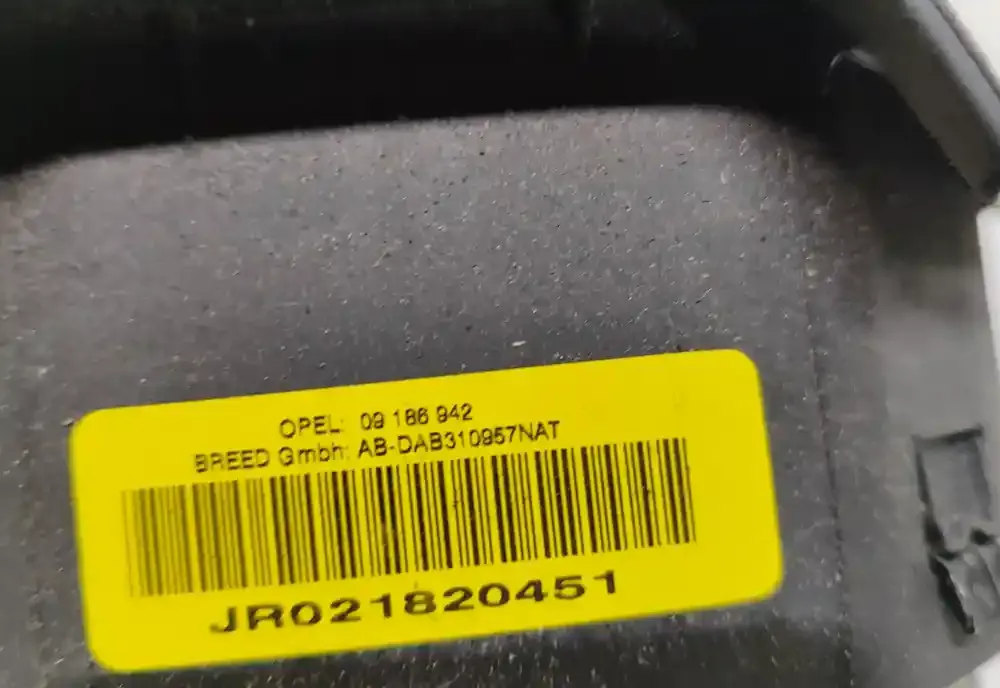 OPEL: 09 186 942
BREED Gmbh: AB-DAB310957NAT
JR021820451